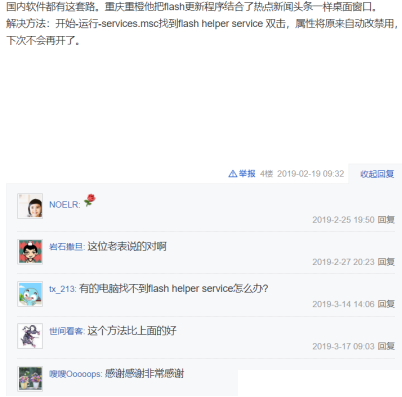 国内软件都有这套路。重庆重橙他把flash更新程序结合了热点新闻头条一样桌面窗口。
解决方法：开始-运行-services.msc找到flash helper service 双击，属性将原来自动改禁用，
下次不会再开了。
举报 4楼 2019-02-19 09:32 收起回复
NOELR:
2019-2-25 19:50 回复
岩石撒旦: 这位老表说的对啊
2019-2-27 20:23 回复
tx_213: 有的电脑找不到flash helper service怎么办?
2019-3-14 14:06 回复
世间看客: 这个方法比上面的好
2019-3-17 09:03 回复
嗖嗖Ooooops: 感谢感谢非常感谢